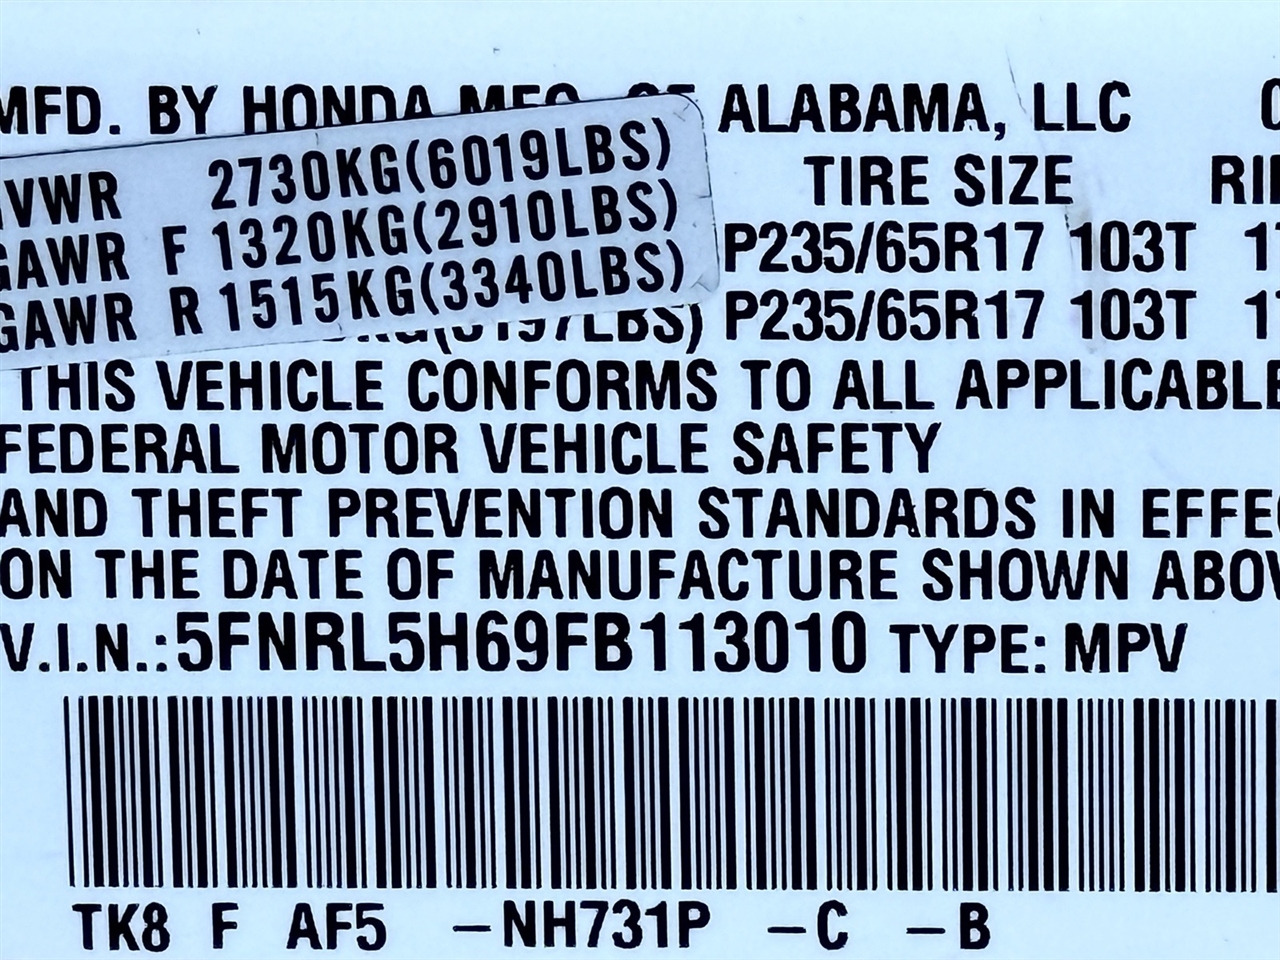 MFD. BY HONDA MFG. OF ALABAMA, LLC
VWR 2730KG(6019LBS)
TIRE SIZE
GAWR F 1320KG(2910LBS)
P235/65R17 103T
GAWR R 1515KG(3340LBS)
P235/65R17 103T
THIS VEHICLE CONFORMS TO ALL APPLICABLE
FEDERAL MOTOR VEHICLE SAFETY
AND THEFT PREVENTION STANDARDS IN EFFEC
ON THE DATE OF MANUFACTURE SHOWN ABOV
V.I.N.:5FNRL5H69FB113010 TYPE: MPV
TK8 F AF5 –NH731P –C –B